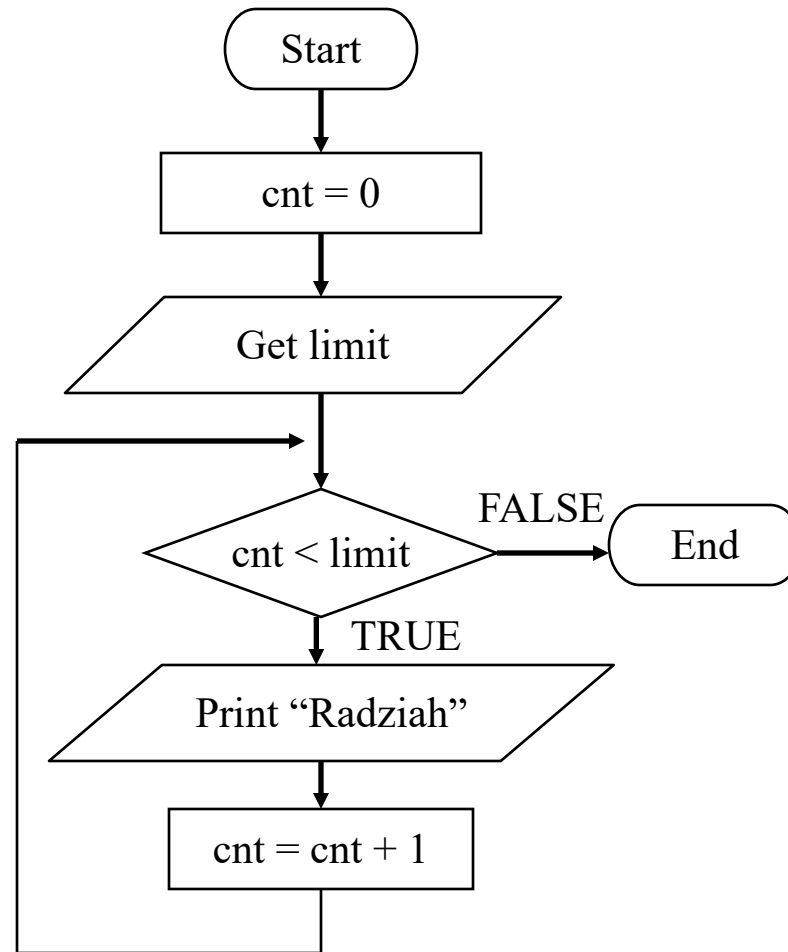 Start
cnt = 0
Get limit
cnt < limit
FALSE
End
TRUE
Print “Radziah”
cnt = cnt + 1